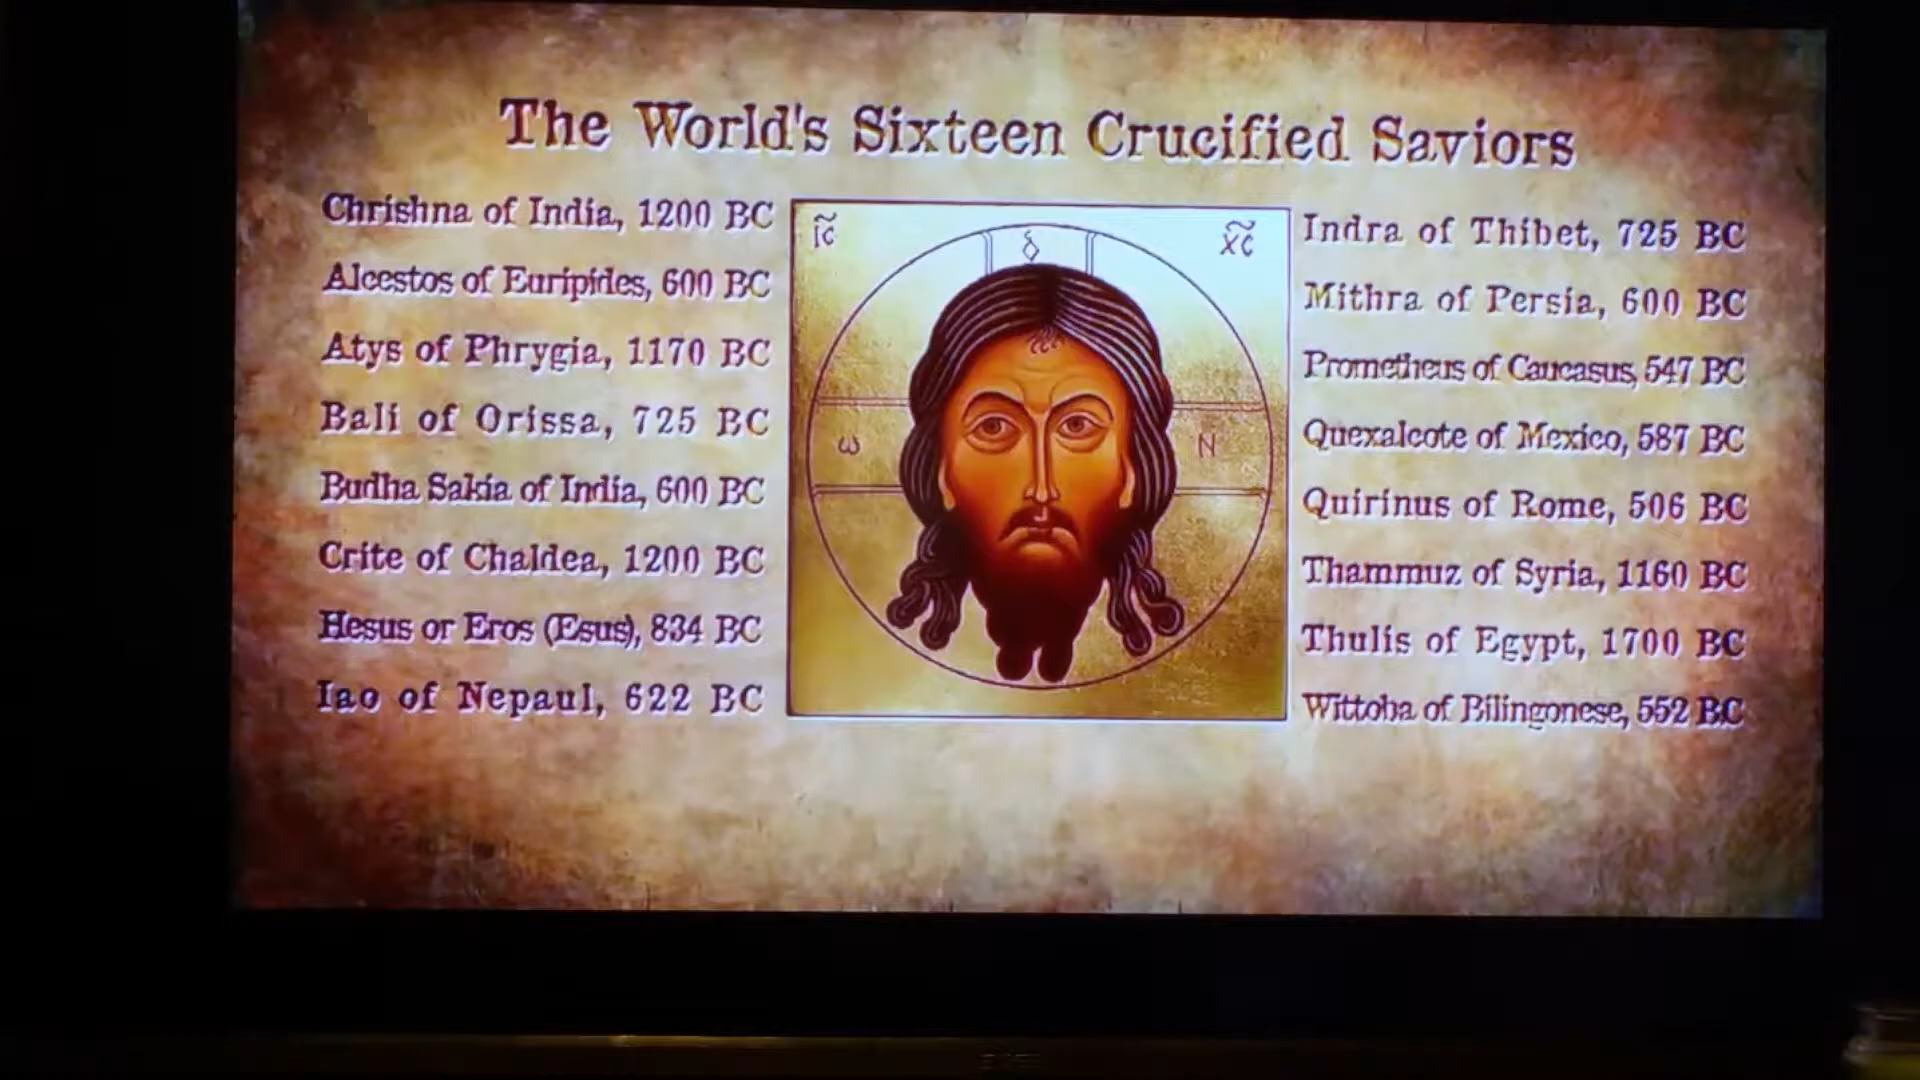 The World's Sixteen Crucified Saviors
Chrishna of India, 1200 BC
Alcestos of Euripides, 600 BC
Atys of Phrygia, 1170 BC
Bali of Orissa, 725 BC
Budha Sakia of India, 600 BC
Crite of Chaldea, 1200 BC
Hesus or Eros (Esus), 834 BC
Iao of Nepaul, 622 BC
I͠C
X͠C
ω
N
Indra of Thibet, 725 BC
Mithra of Persia, 600 BC
Prometheus of Caucasus, 547 BC
Quexalcote of Mexico, 587 BC
Quirinus of Rome, 506 BC
Thammuz of Syria, 1160 BC
Thulis of Egypt, 1700 BC
Wittoba of Bilingonese, 552 BC